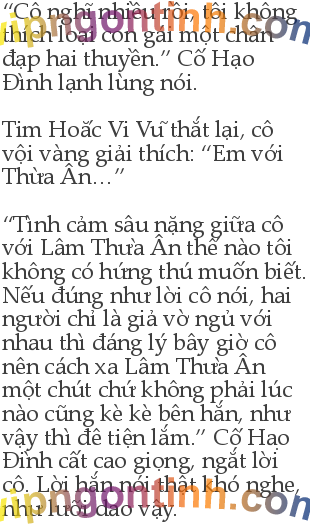 “Cô nghĩ nhiều rồi, tôi không
thích loại con gái một chân
đạp hai thuyền.” Cố Hạo
Đình lạnh lùng nói.
Tim Hoắc Vi Vũ thắt lại, cô
vội vàng giải thích: “Em với
Thừa Ân…”
“Tình cảm sâu nặng giữa cô
với Lâm Thừa Ân thế nào tôi
không có hứng thú muốn biết.
Nếu đúng như lời cô nói, hai
người chỉ là giả vờ ngủ với
nhau thì đáng lý bây giờ cô
nên cách xa Lâm Thừa Ân
một chút chứ không phải lúc
nào cũng kè kè bên hắn, như
vậy thì đê tiện lắm.” Cố Hạo
Đình cất cao giọng, ngắt lời
cô. Lời hắn nói thật khó nghe,
như lưỡi dao vậy.
vipngontinh.com
vipngontinh.com